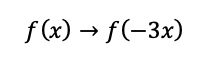 f(x) → f(−3x)